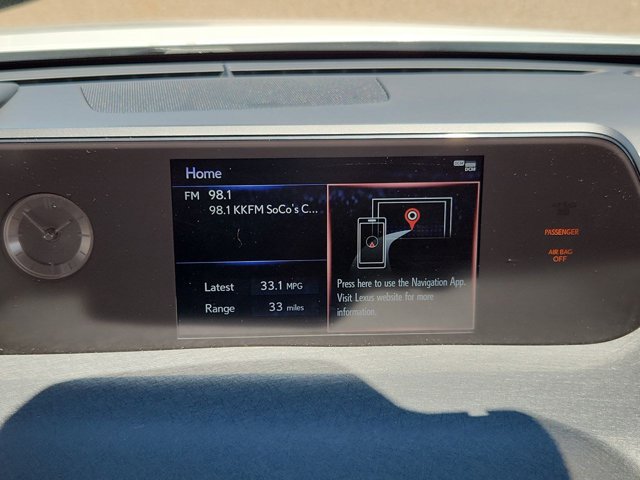 Home
FM 98.1
98.1 KKFM SoCo's C...
Latest 33.1 MPG
Range 33 miles
Press here to use the Navigation App.
Visit Lexus website for more
information.
PASSENGER
AIR BAG
OFF